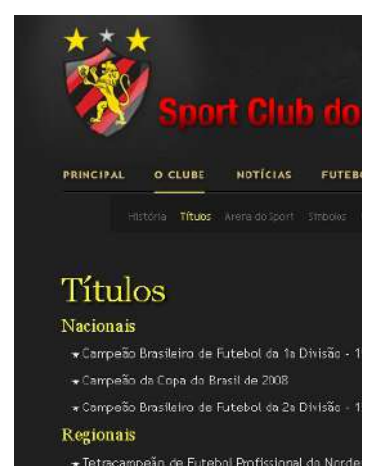 Sport Club do
PRINCIPAL O CLUBE NOTÍCIAS FUTEB
História Títulos Arena do Sport Símbolos
Títulos
Nacionais
Campeão Brasileiro de Futebol da 1a Divisão - 1
Campeão da Copa do Brasil de 2008
Campeão Brasileiro de Futebol da 2a Divisão - 1
Regionais
Tetracampeão de Futebol Profissional do Norde